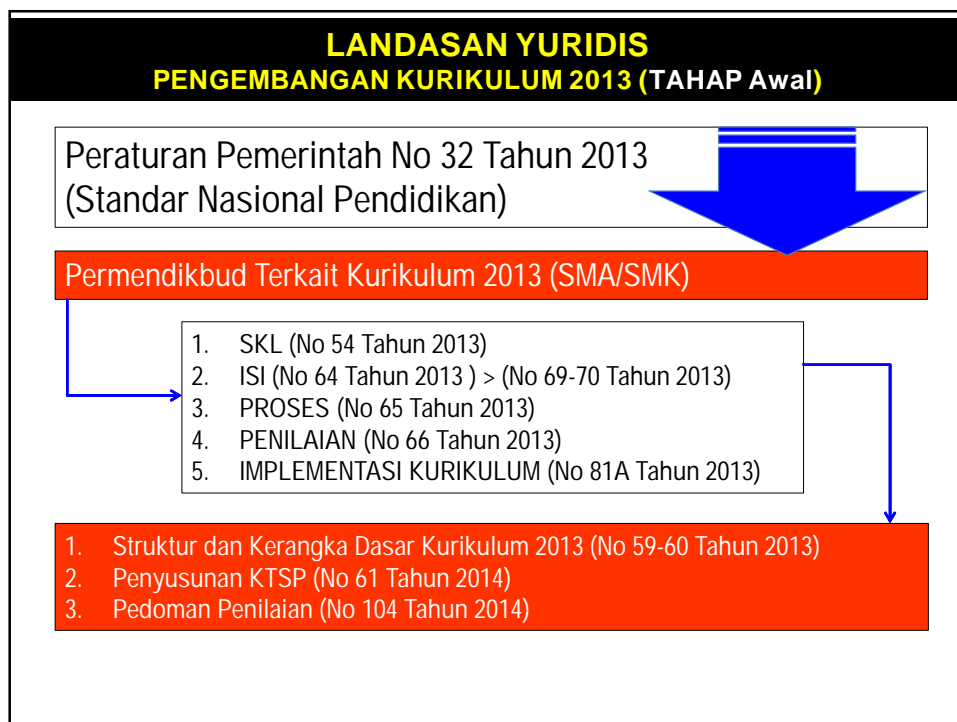 LANDASAN YURIDIS
PENGEMBANGAN KURIKULUM 2013 (TAHAP Awal)
Peraturan Pemerintah No 32 Tahun 2013
(Standar Nasional Pendidikan)
Permendikbud Terkait Kurikulum 2013 (SMA/SMK)
1. SKL (No 54 Tahun 2013)
2. ISI (No 64 Tahun 2013 ) > (No 69-70 Tahun 2013)
3. PROSES (No 65 Tahun 2013)
4. PENILAIAN (No 66 Tahun 2013)
5. IMPLEMENTASI KURIKULUM (No 81A Tahun 2013)
1. Struktur dan Kerangka Dasar Kurikulum 2013 (No 59-60 Tahun 2013)
2. Penyusunan KTSP (No 61 Tahun 2014)
3. Pedoman Penilaian (No 104 Tahun 2014)